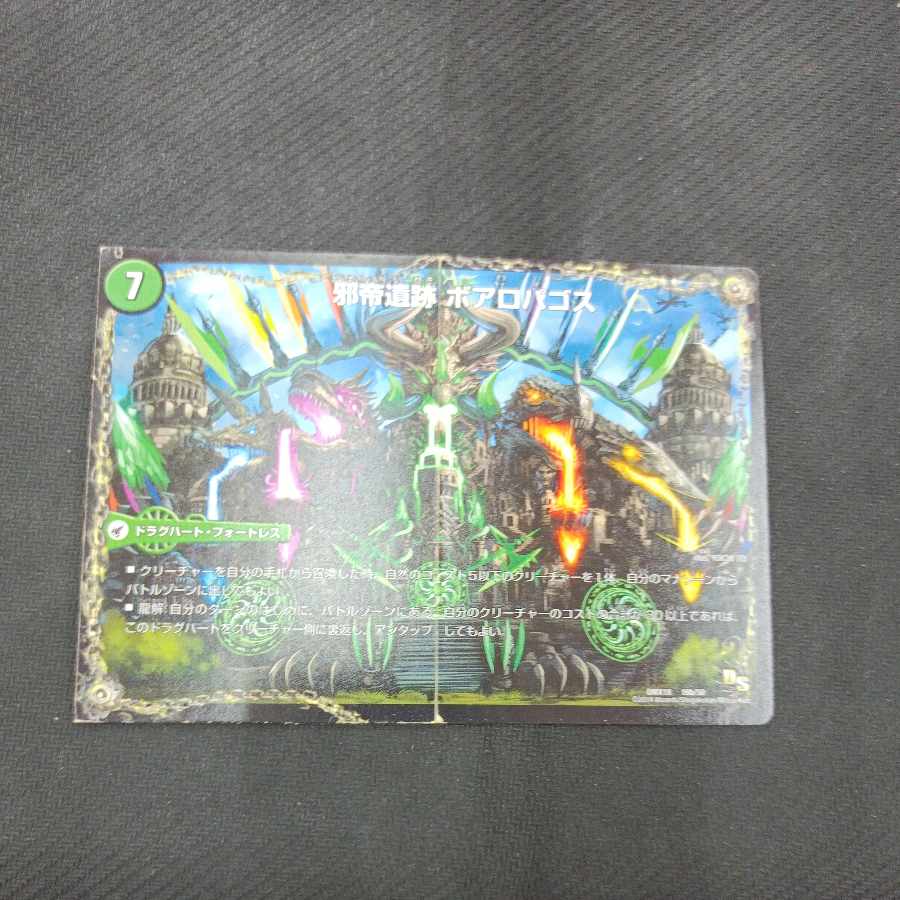 7
邪帝遺跡 ボアロパゴス
ドラグハート・フォートレス
■ クリーチャーを自分の手札から召喚した時、自然のコスト5以下のクリーチャーを1体、自分のマナゾーンから
バトルゾーンに出してもよい。
■ 龍解:自分のターンのはじめに、バトルゾーンにある自分のクリーチャーのコストの合計が20以上であれば、
このドラグハートをクリーチャー側に裏返し、アンタップしてもよい。
DS
DMX18